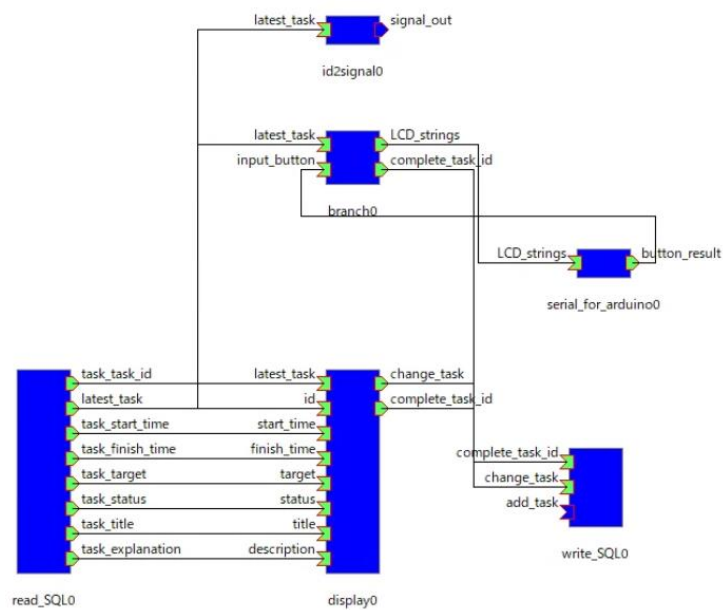 latest_task signal_out
id2signal0
latest_task LCD_strings
input_button complete_task_id
branch0
LCD_strings button_result
serial_for_arduino0
task_task_id latest_task change_task
latest_task id complete_task_id
task_start_time start_time
task_finish_time finish_time
task_target target
task_status status
task_title title
task_explanation description
read_SQL0 display0
complete_task_id
change_task
add_task
write_SQL0